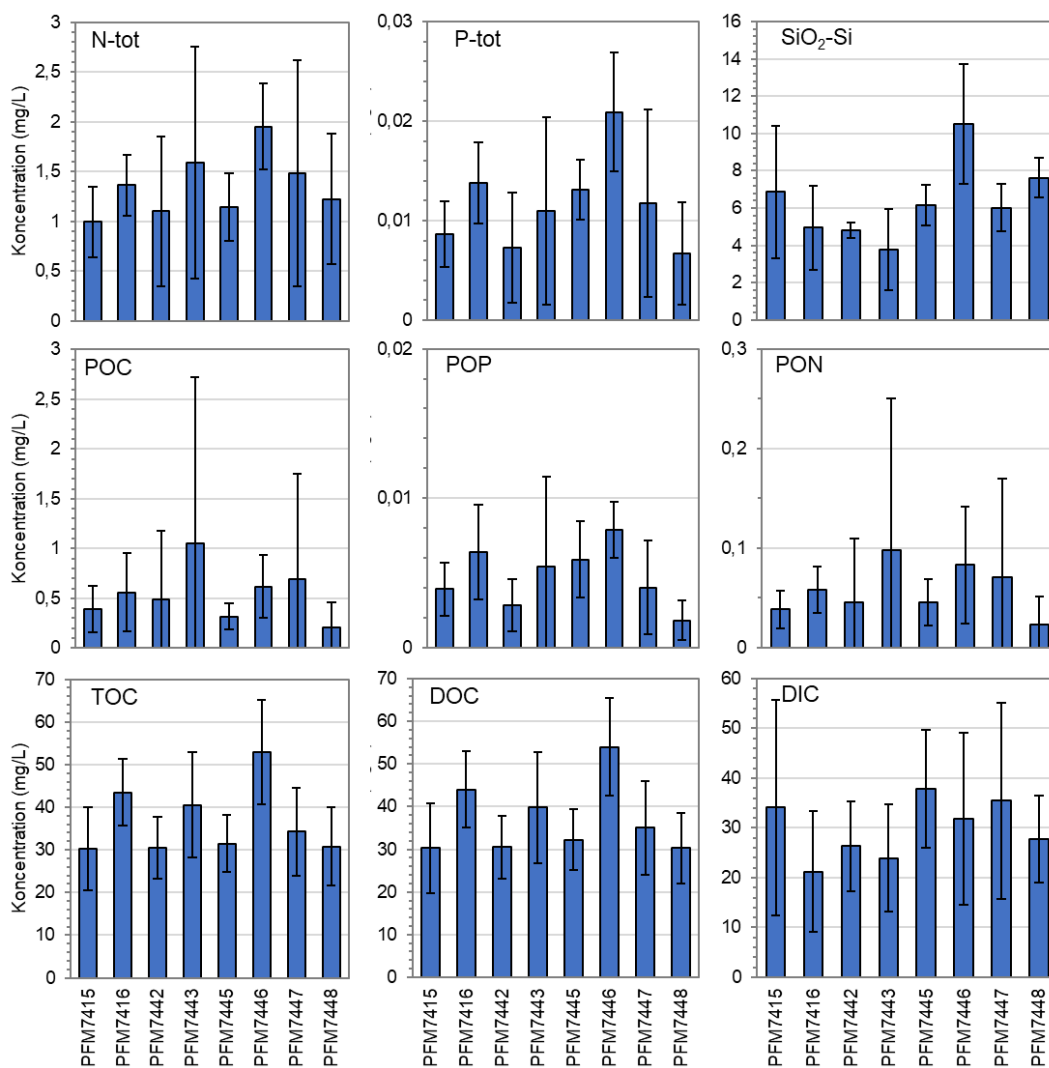 N-tot
P-tot
SiO2-Si
Koncentration (mg/L)
3
2,5
2
1,5
1
0,5
0
0,03
0,02
0,01
0
16
14
12
10
8
6
4
2
0
POC
POP
PON
Koncentration (mg/L)
3
2,5
2
1,5
1
0,5
0
0,02
0,01
0
0,3
0,2
0,1
0
TOC
DOC
DIC
Koncentration (mg/L)
70
60
50
40
30
20
10
0
70
60
50
40
30
20
10
0
60
50
40
30
20
10
0
PFM7415
PFM7416
PFM7442
PFM7443
PFM7445
PFM7446
PFM7447
PFM7448
PFM7415
PFM7416
PFM7442
PFM7443
PFM7445
PFM7446
PFM7447
PFM7448
PFM7415
PFM7416
PFM7442
PFM7443
PFM7445
PFM7446
PFM7447
PFM7448